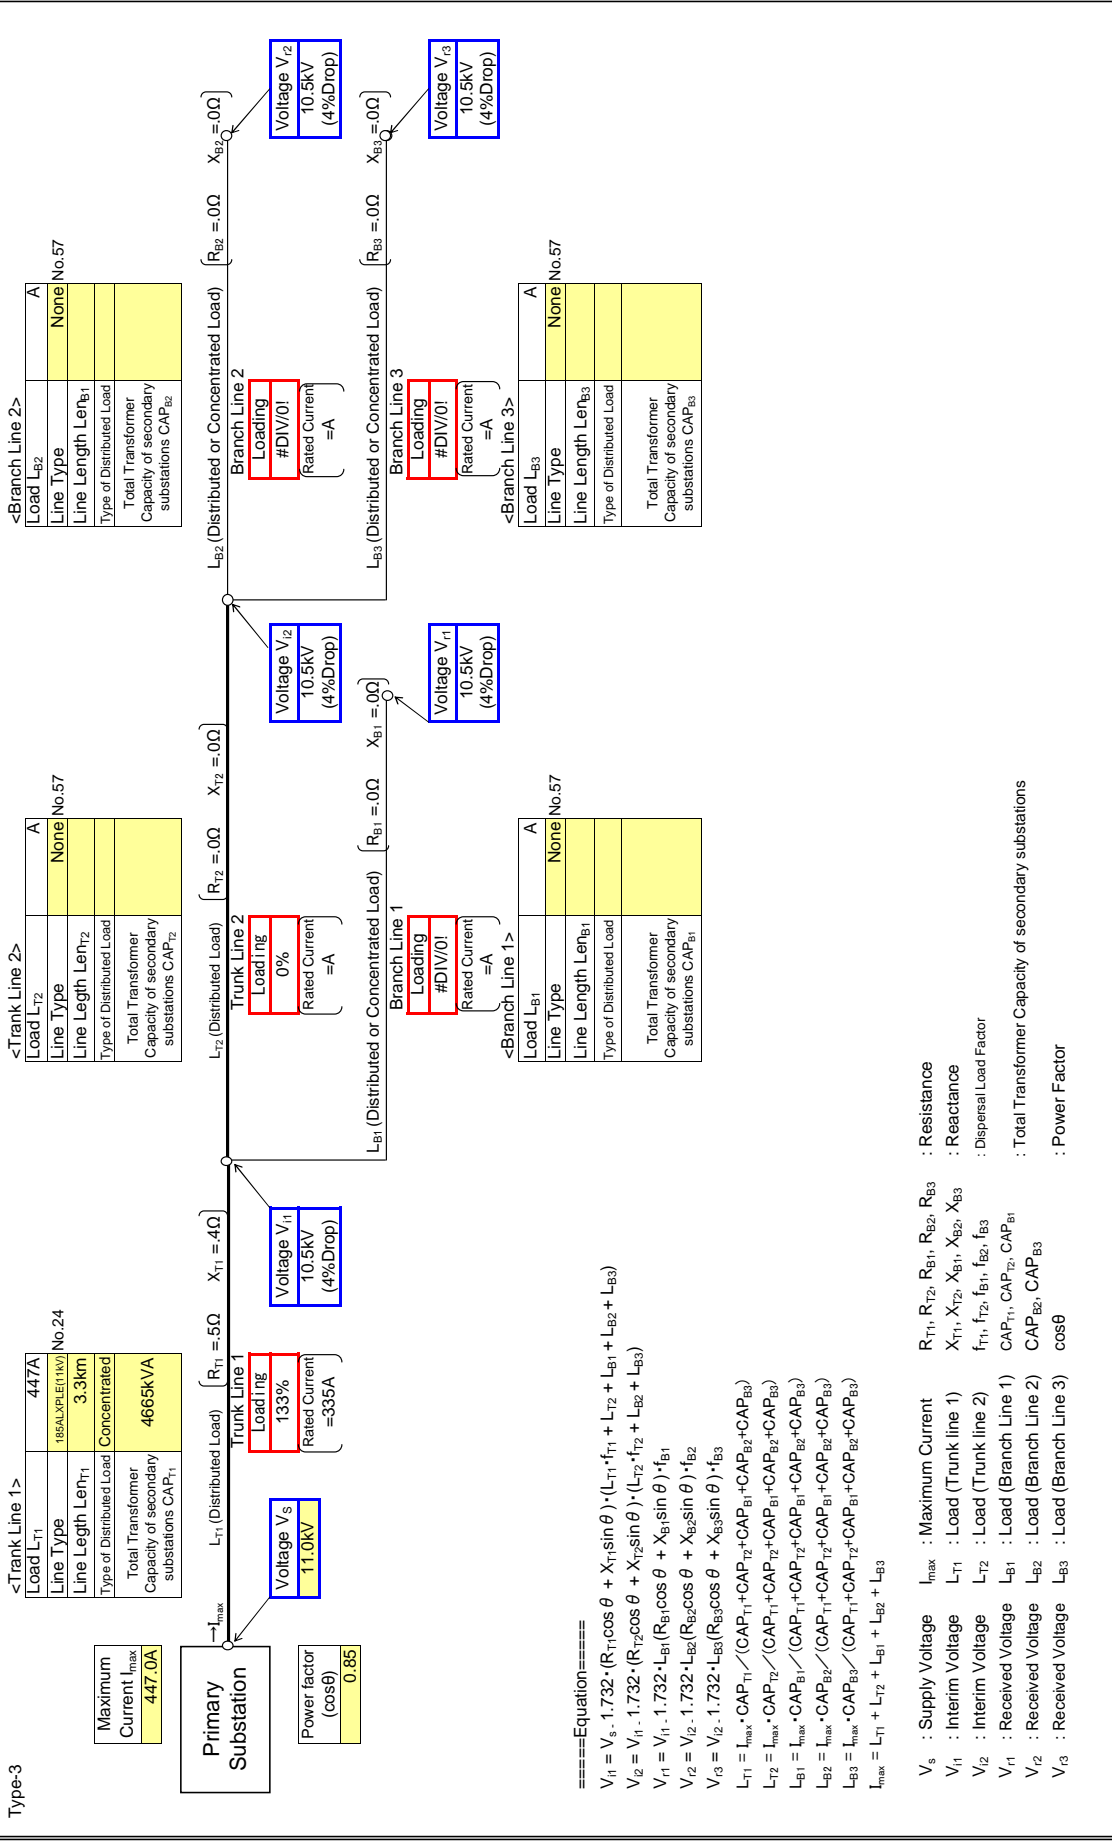 Type-3
<Trank Line 1>
Load LT1 447A
Line Type 185ALXPLE(11kV) No.24
Line Length LenT1 3.3km
Type of Distributed Load Concentrated
Total Transformer
Capacity of secondary
substations CAPT1
4665kVA
<Trank Line 2>
Load LT2 A
Line Type None No.57
Line Legth LenT2
Type of Distributed Load
Total Transformer
Capacity of secondary
substations CAPT2
<Branch Line 2>
Load LB2 A
Line Type None No.57
Line Length LenB1
Type of Distributed Load
Total Transformer
Capacity of secondary
substations CAPB2
Maximum
Current Imax
447.0A
Primary
Substation
→Imax
Power factor
(cosθ)
0.85
LT1 (Distributed Load) RT1 =.5Ω XT1 =.4Ω
LT2 (Distributed Load) RT2 =.0Ω XT2 =.0Ω
LB2 (Distributed or Concentrated Load) RB2 =.0Ω XB2 =.0Ω
Voltage VS
11.0kV
Trunk Line 1
Loading
133%
Rated Current
=335A
Voltage Vi1
10.5kV
(4%Drop)
Trunk Line 2
Loading
0%
Rated Current
=A
Voltage Vi2
10.5kV
(4%Drop)
Branch Line 2
Loading
#DIV/0!
Rated Current
=A
Voltage Vr2
10.5kV
(4%Drop)
LB1 (Distributed or Concentrated Load) RB1 =.0Ω XB1 =.0Ω
LB3 (Distributed or Concentrated Load) RB3 =.0Ω XB3 =.0Ω
Branch Line 1
Loading
#DIV/0!
Rated Current
=A
Voltage Vr1
10.5kV
(4%Drop)
Branch Line 3
Loading
#DIV/0!
Rated Current
=A
Voltage Vr3
10.5kV
(4%Drop)
<Branch Line 1>
Load LB1 A
Line Type None No.57
Line Length LenB1
Type of Distributed Load
Total Transformer
Capacity of secondary
substations CAPB1
<Branch Line 3>
Load LB3 A
Line Type None No.57
Line Length LenB3
Type of Distributed Load
Total Transformer
Capacity of secondary
substations CAPB3
=====Equation=====
Vi1 = VS - 1.732・(RT1cosθ + XT1sinθ)・(LT1・fT1 + LT2 + LB1 + LB2 + LB3)
Vi2 = Vi1 - 1.732・(RT2cosθ + XT2sinθ)・(LT2・fT2 + LB2 + LB3)
Vr1 = Vi1 - 1.732・LB1(RB1cosθ + XB1sinθ)・fB1
Vr2 = Vi2 - 1.732・LB2(RB2cosθ + XB2sinθ)・fB2
Vr3 = Vi2 - 1.732・LB3(RB3cosθ + XB3sinθ)・fB3
LT1 = Imax・CAPT1／(CAPT1+CAPT2+CAPB1+CAPB2+CAPB3)
LT2 = Imax・CAPT2／(CAPT1+CAPT2+CAPB1+CAPB2+CAPB3)
LB1 = Imax・CAPB1／(CAPT1+CAPT2+CAPB1+CAPB2+CAPB3)
LB2 = Imax・CAPB2／(CAPT1+CAPT2+CAPB1+CAPB2+CAPB3)
LB3 = Imax・CAPB3／(CAPT1+CAPT2+CAPB1+CAPB2+CAPB3)
Imax = LT1 + LT2 + LB1 + LB2 + LB3
Vs : Supply Voltage Imax : Maximum Current RT1, RT2, RB1, RB2, RB3 : Resistance
Vi1 : Interim Voltage LT1 : Load (Trunk line 1) XT1, XT2, XB1, XB2, XB3 : Reactance
Vi2 : Interim Voltage LT2 : Load (Trunk line 2) fT1, fT2, fB1, fB2, fB3 : Dispersal Load Factor
Vr1 : Received Voltage LB1 : Load (Branch Line 1) CAPT1, CAPT2, CAPB1
Vr2 : Received Voltage LB2 : Load (Branch Line 2) CAPB2, CAPB3 : Total Transformer Capacity of secondary substations
Vr3 : Received Voltage LB3 : Load (Branch Line 3) cosθ : Power Factor